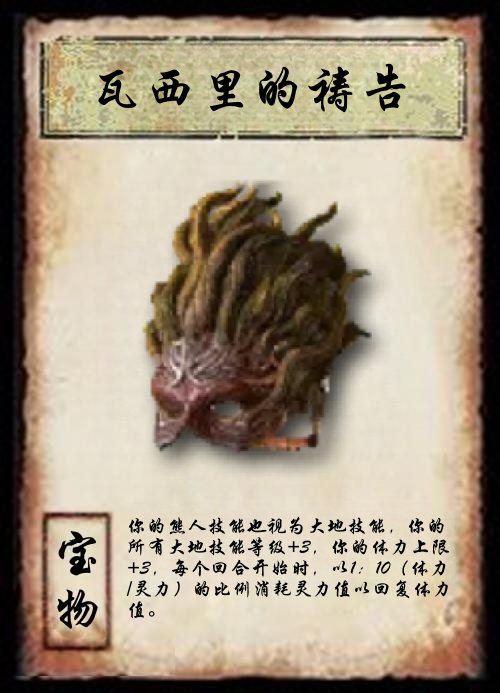 瓦西里的祷告
你的熊人技能也视为大地技能，你的
所有大地技能等级+3，你的体力上限
+3，每个回合开始时，以1：10（体力
/灵力）的比例消耗灵力值以回复体力
值。
宝物